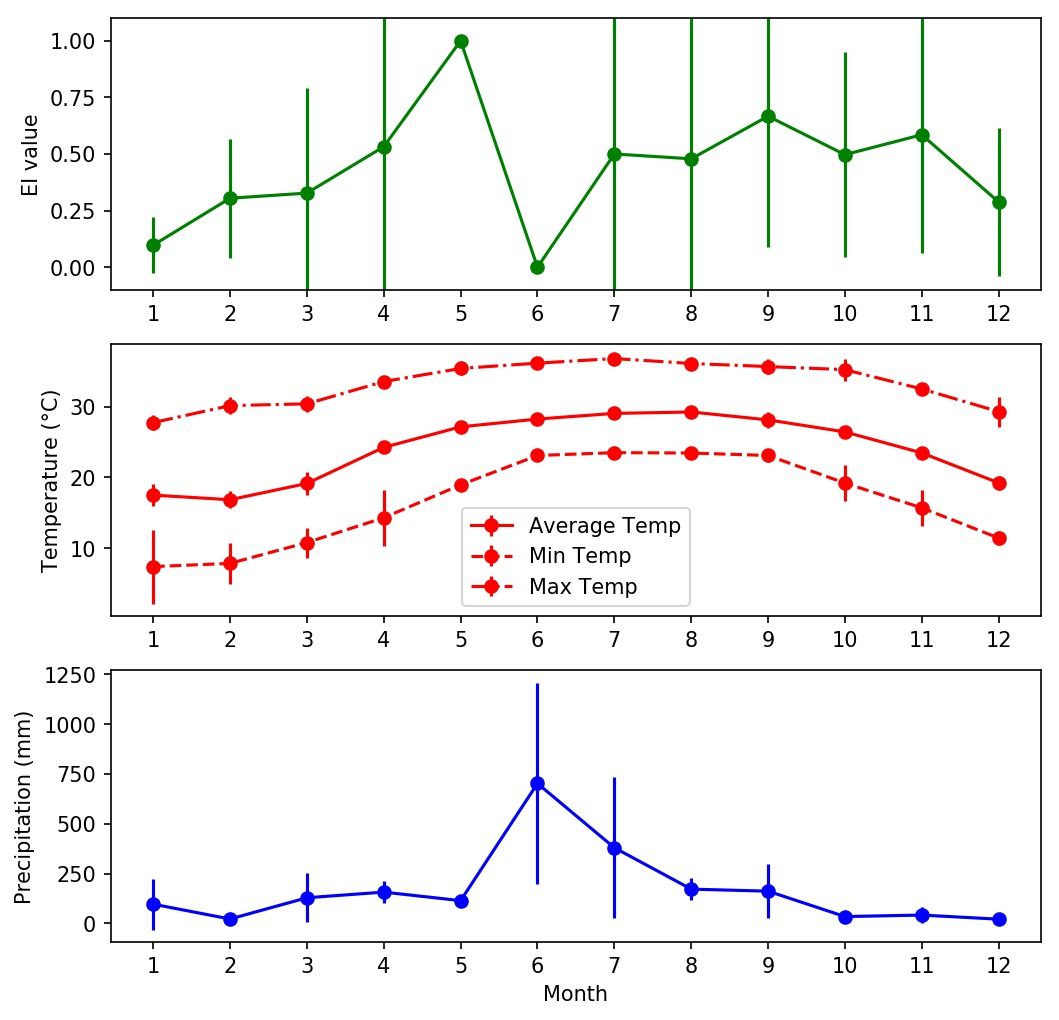 EI value
1.00
0.75
0.50
0.25
0.00
1 2 3 4 5 6 7 8 9 10 11 12
Temperature (°C)
30
20
10
Average Temp
Min Temp
Max Temp
1 2 3 4 5 6 7 8 9 10 11 12
Precipitation (mm)
1250
1000
750
500
250
0
1 2 3 4 5 6 7 8 9 10 11 12
Month